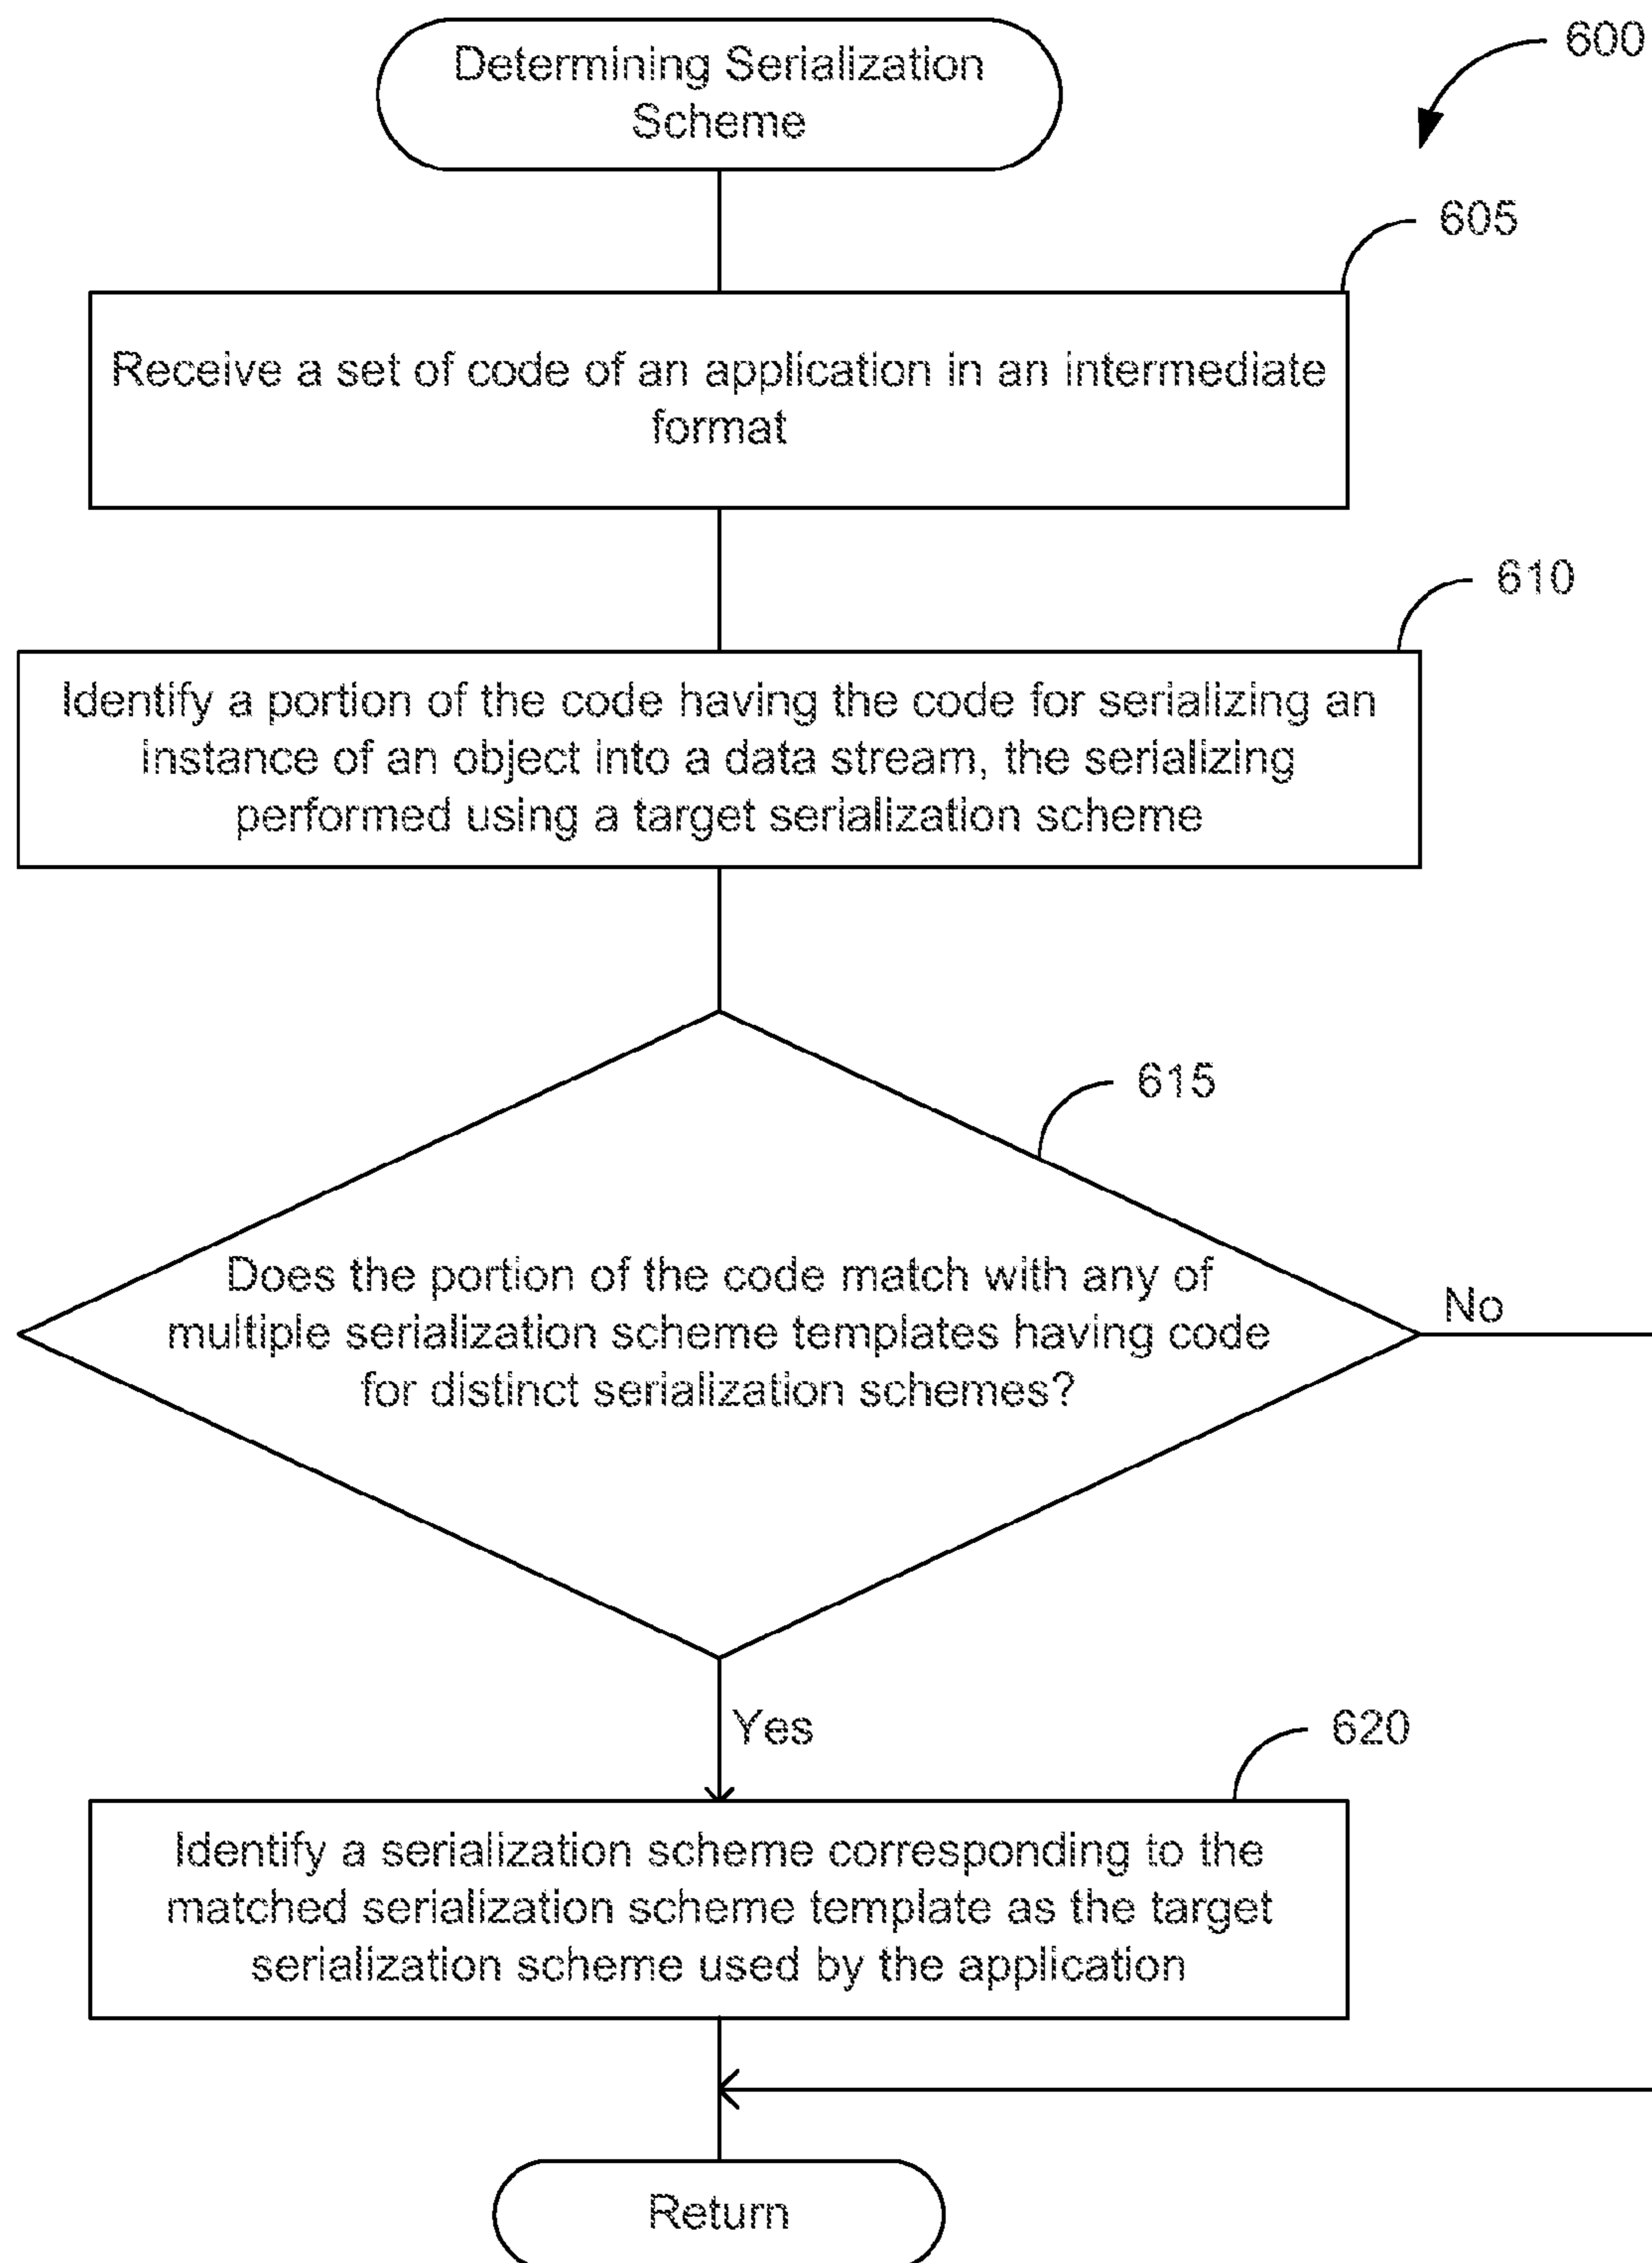 Determining Serialization
Scheme
600
605
Receive a set of code of an application in an intermediate
format
610
Identify a portion of the code having the code for serializing an
instance of an object into a data stream, the serializing
performed using a target serialization scheme
615
Does the portion of the code match with any of
multiple serialization scheme templates having code
for distinct serialization schemes?
No
Yes
620
Identify a serialization scheme corresponding to the
matched serialization scheme template as the target
serialization scheme used by the application
Return